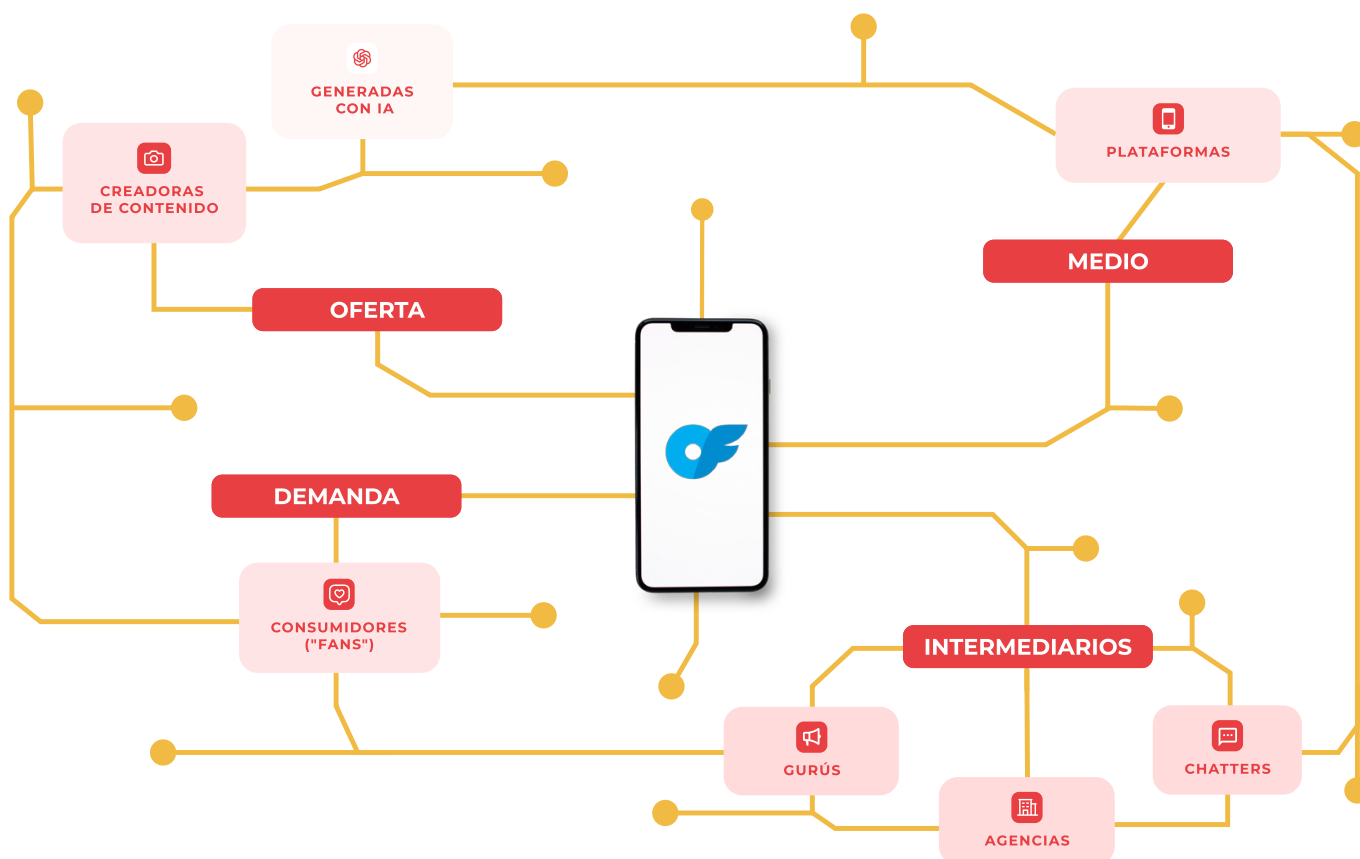 GENERADAS
CON IA
PLATAFORMAS
CREADORAS
DE CONTENIDO
MEDIO
OFERTA
DEMANDA
CONSUMIDORES
("FANS")
INTERMEDIARIOS
GURÚS
CHATTERS
AGENCIAS